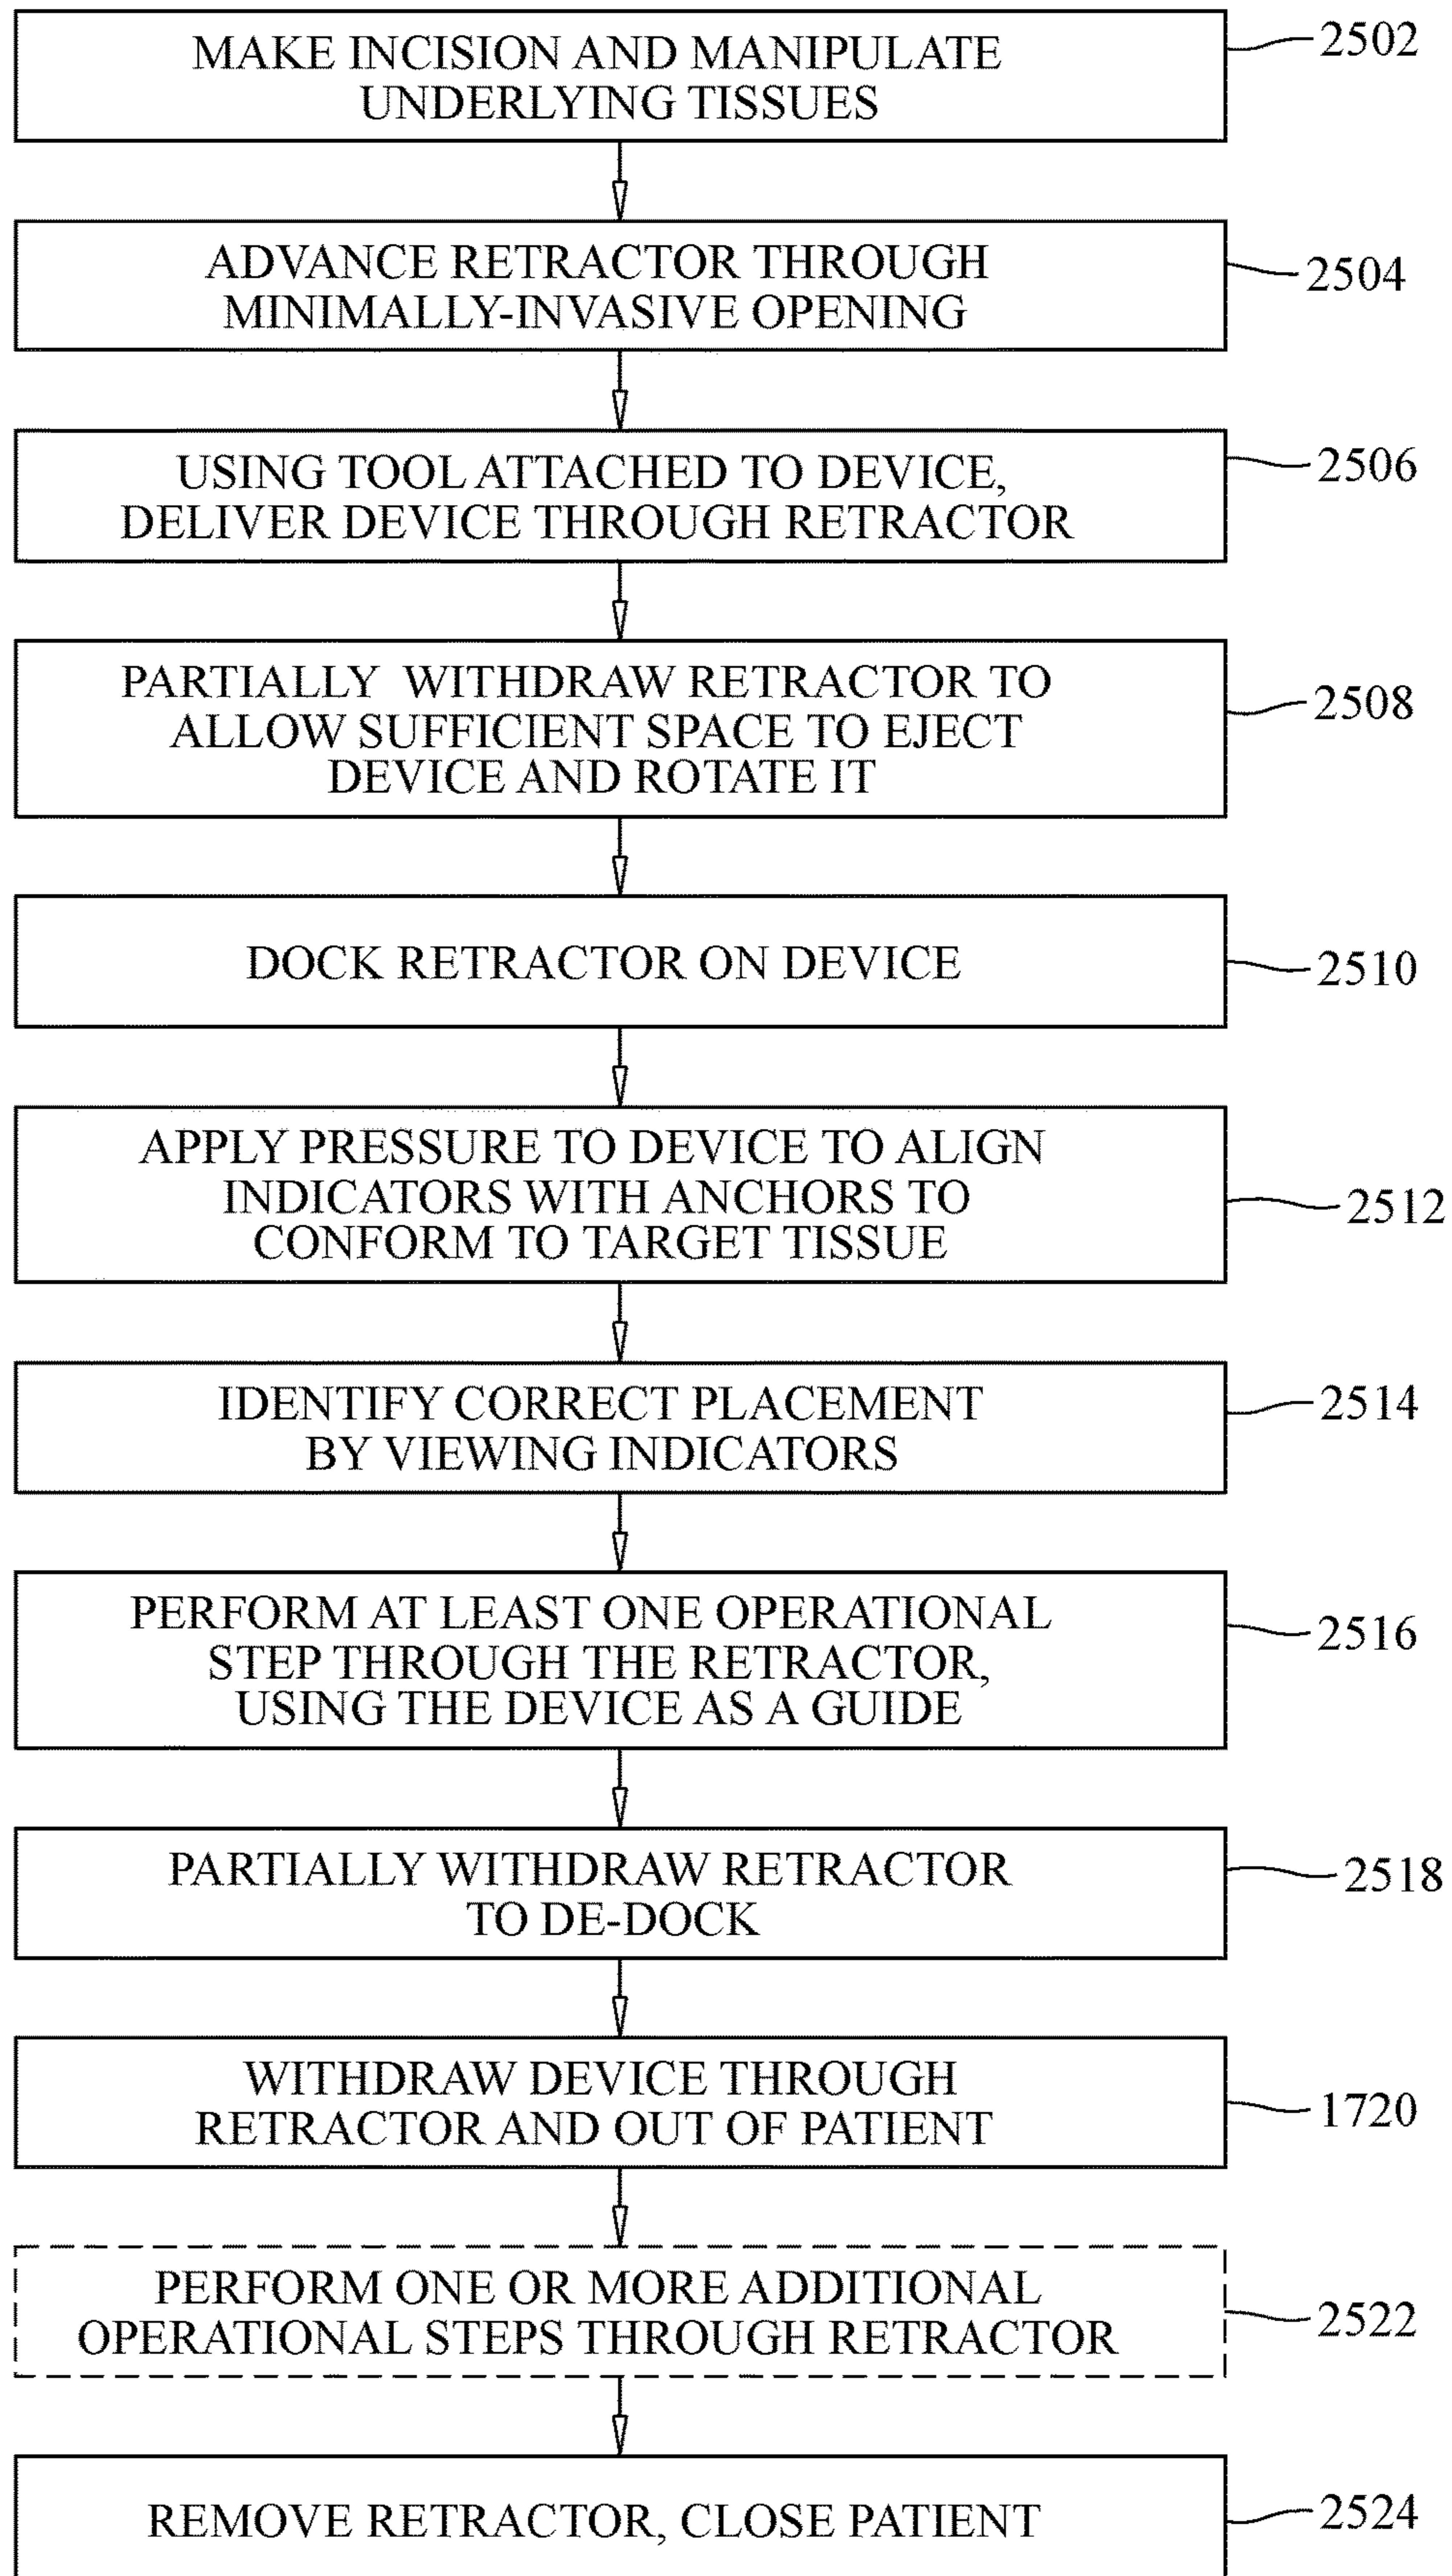 MAKE INCISION AND MANIPULATE
UNDERLYING TISSUES
2502
ADVANCE RETRACTOR THROUGH
MINIMALLY-INVASIVE OPENING
2504
USING TOOL ATTACHED TO DEVICE,
DELIVER DEVICE THROUGH RETRACTOR
2506
PARTIALLY WITHDRAW RETRACTOR TO
ALLOW SUFFICIENT SPACE TO EJECT
DEVICE AND ROTATE IT
2508
DOCK RETRACTOR ON DEVICE
2510
APPLY PRESSURE TO DEVICE TO ALIGN
INDICATORS WITH ANCHORS TO
CONFORM TO TARGET TISSUE
2512
IDENTIFY CORRECT PLACEMENT
BY VIEWING INDICATORS
2514
PERFORM AT LEAST ONE OPERATIONAL
STEP THROUGH THE RETRACTOR,
USING THE DEVICE AS A GUIDE
2516
PARTIALLY WITHDRAW RETRACTOR
TO DE-DOCK
2518
WITHDRAW DEVICE THROUGH
RETRACTOR AND OUT OF PATIENT
1720
PERFORM ONE OR MORE ADDITIONAL
OPERATIONAL STEPS THROUGH RETRACTOR
2522
REMOVE RETRACTOR, CLOSE PATIENT
2524